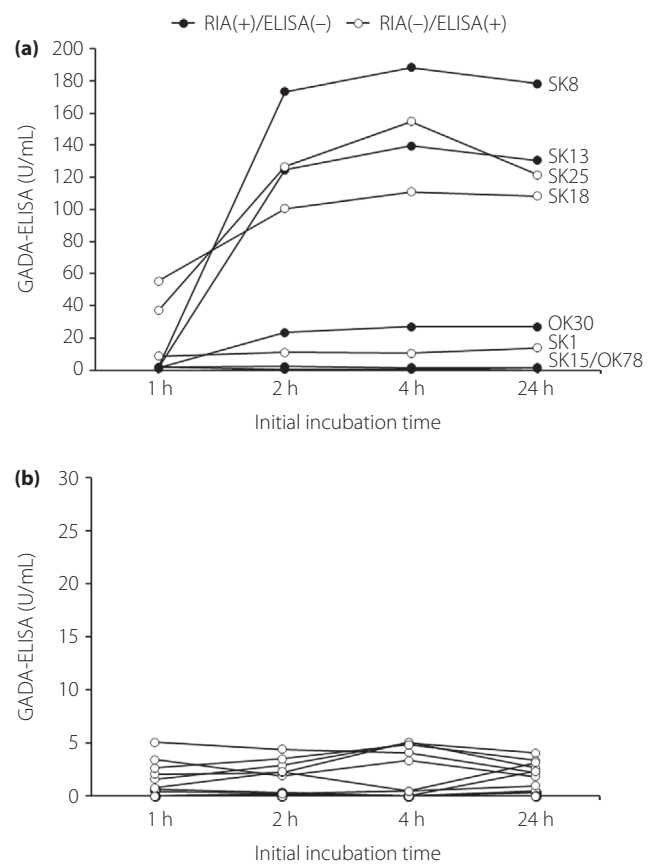 RIA(+)/ELISA(–) RIA(–)/ELISA(+)
(a)
200
180
160
140
120
100
80
60
40
20
0
GADA-ELISA (U/mL)
SK8
SK13
SK25
SK18
OK30
SK1
SK15/OK78
1 h 2 h 4 h 24 h
Initial incubation time
(b)
30
25
20
15
10
5
0
GADA-ELISA (U/mL)
1 h 2 h 4 h 24 h
Initial incubation time